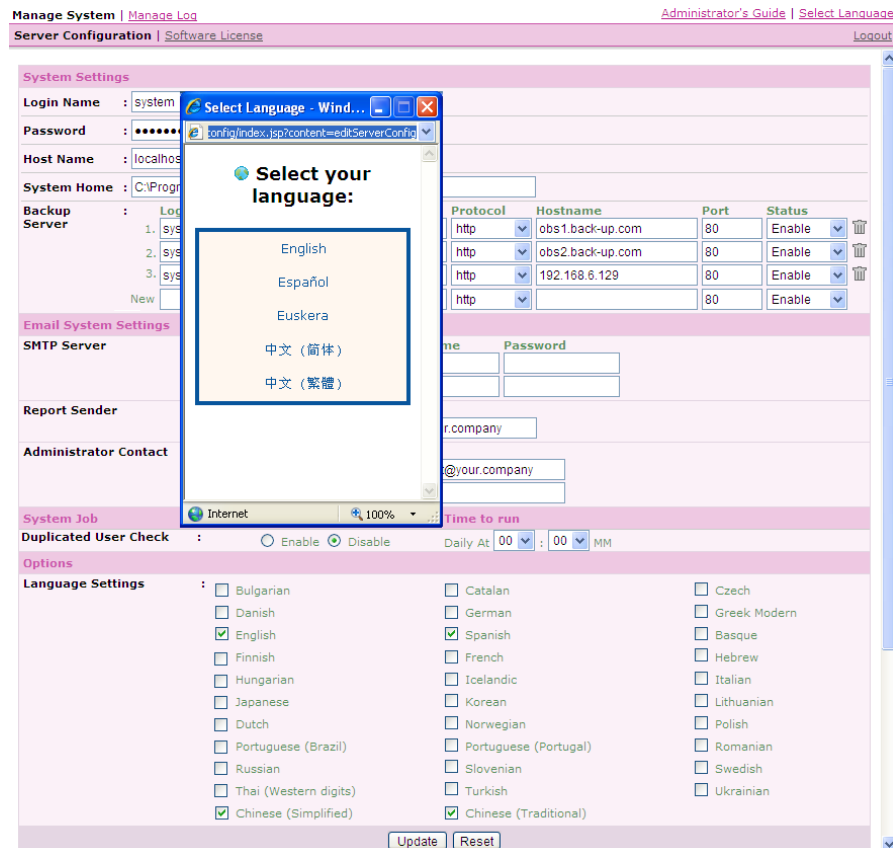 Manage System | Manage Log
Administrator's Guide | Select Language
Server Configuration | Software License
Logout
System Settings
Login Name : system
Password : •••••••
Host Name : localhos
System Home : C:\Progr
Backup Server :
Log
Protocol Hostname Port Status
1. sys http obs1.back-up.com 80 Enable
2. sys http obs2.back-up.com 80 Enable
3. sys http 192.168.6.129 80 Enable
New http 80 Enable
Select Language - Wind...
config/index.jsp?content=editServerConfig
Select your
language:
English
Español
Euskera
中文 (简体)
中文 (繁體)
Internet 100%
Email System Settings
SMTP Server
me Password
Report Sender
r.company
Administrator Contact
@your.company
System Job
Time to run
Duplicated User Check : Enable Disable Daily At 00 : 00 MM
Options
Language Settings :
Bulgarian Catalan Czech
Danish German Greek Modern
English Spanish Basque
Finnish French Hebrew
Hungarian Icelandic Italian
Japanese Korean Lithuanian
Dutch Norwegian Polish
Portuguese (Brazil) Portuguese (Portugal) Romanian
Russian Slovenian Swedish
Thai (Western digits) Turkish Ukrainian
Chinese (Simplified) Chinese (Traditional)
Update Reset